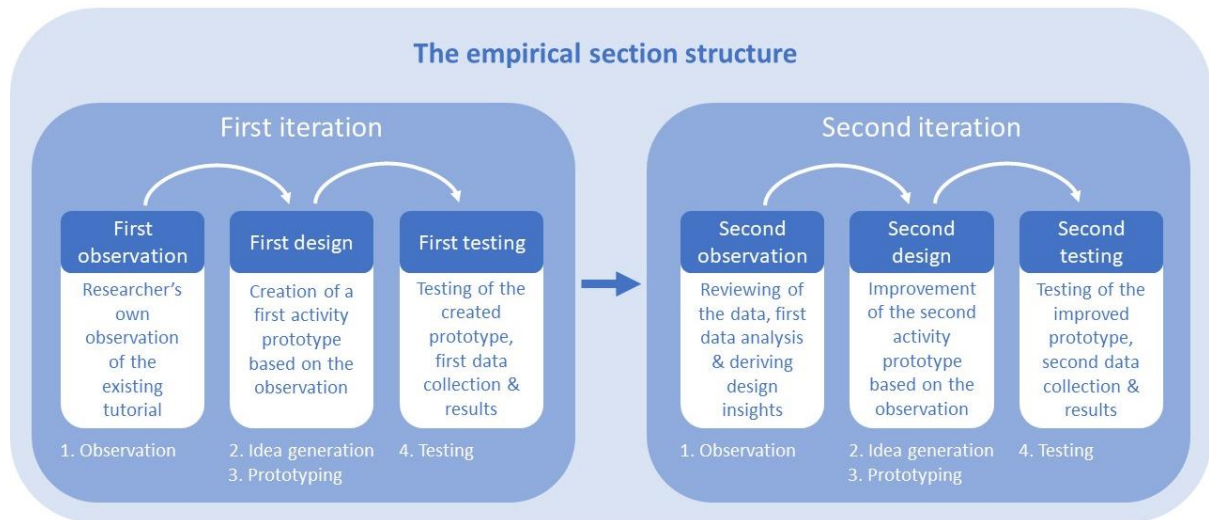 The empirical section structure
First iteration
First
observation
Researcher's
own
observation
of the
existing
tutorial
1. Observation
First design
Creation of a
first activity
prototype
based on the
observation
2. Idea generation
3. Prototyping
First testing
Testing of the
created
prototype,
first data
collection &
results
4. Testing
Second iteration
Second
observation
Reviewing of
the data, first
data analysis
& deriving
design
insights
1. Observation
Second
design
Improvement
of the second
activity
prototype
based on the
observation
2. Idea generation
3. Prototyping
Second
testing
Testing of the
improved
prototype,
second data
collection &
results
4. Testing